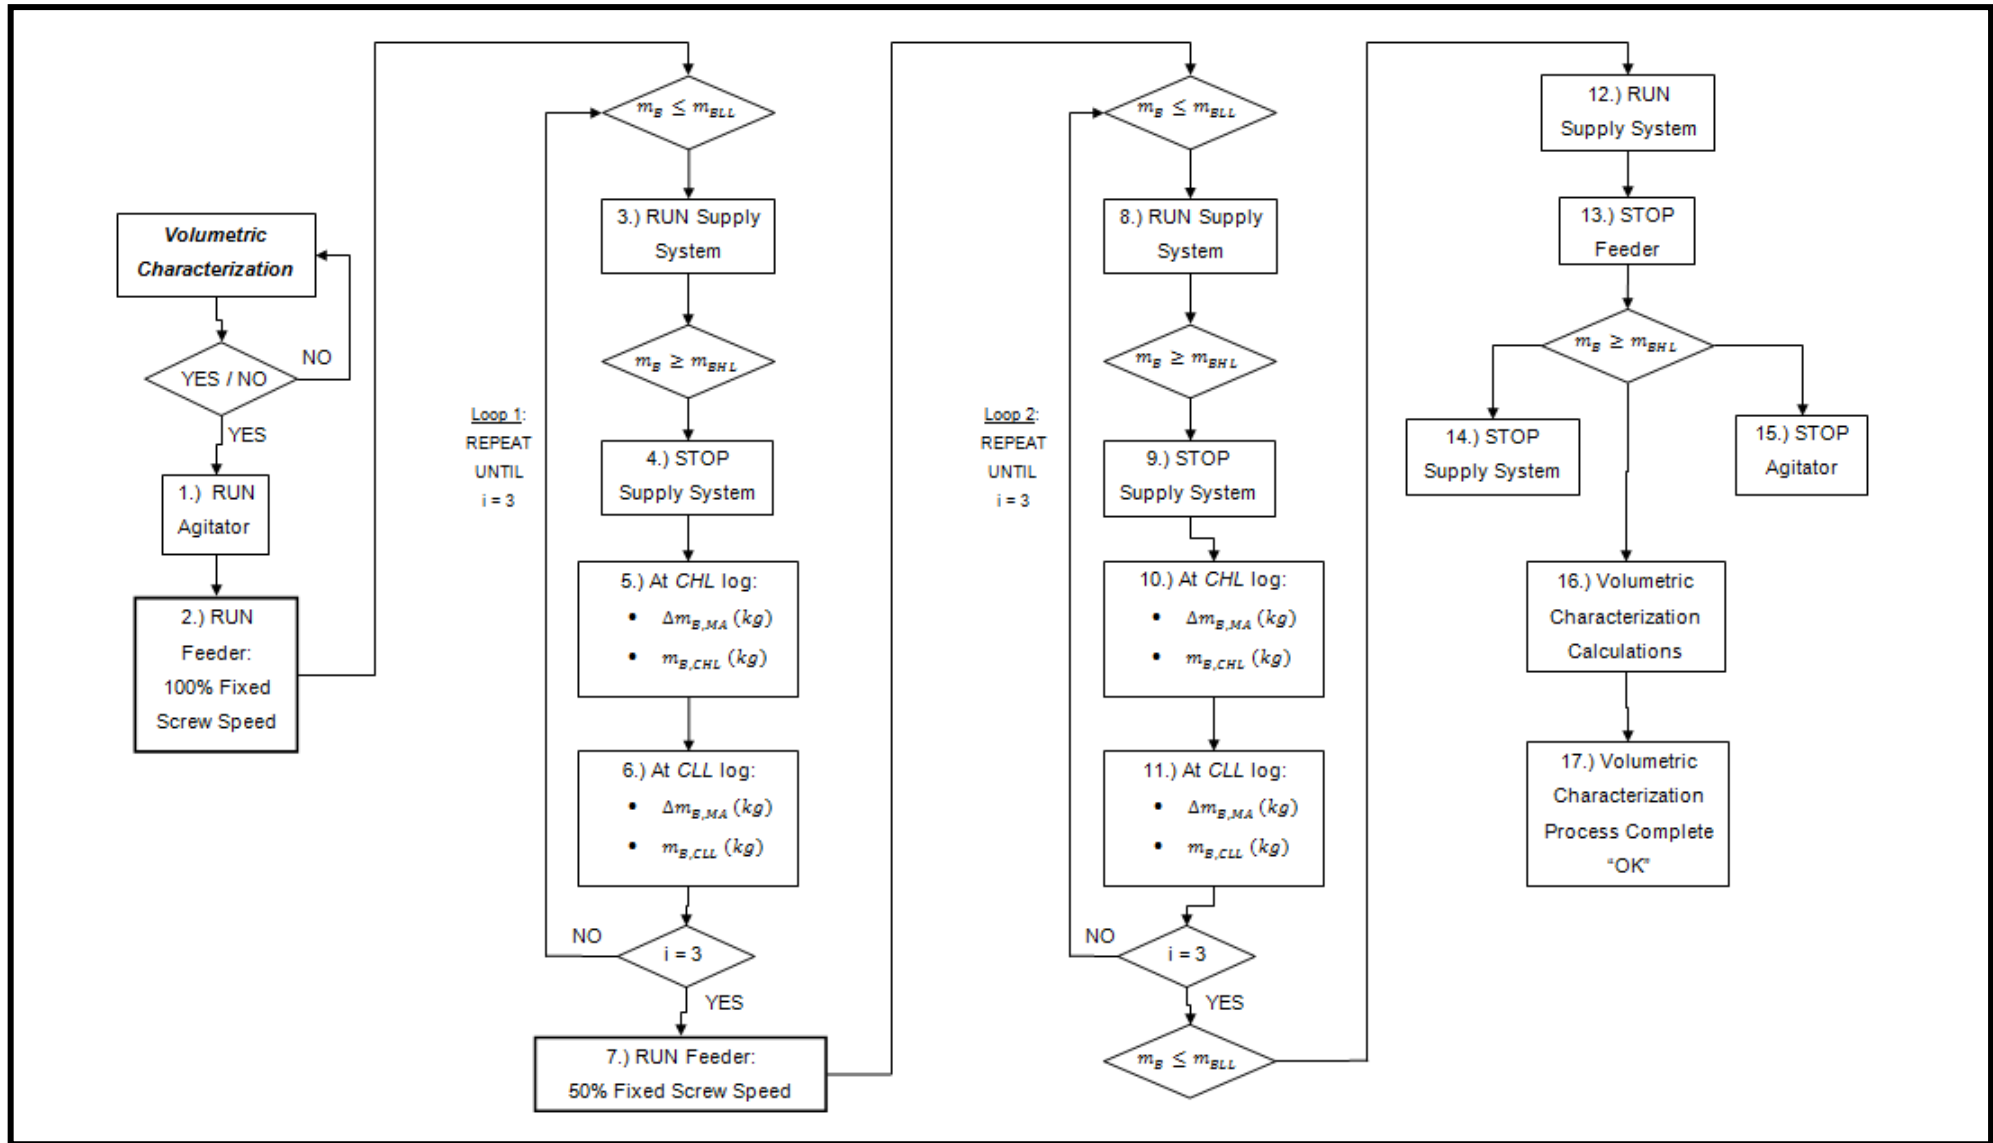 Volumetric
Characterization
YES / NO
NO
YES
1.) RUN
Agitator
2.) RUN
Feeder:
100% Fixed
Screw Speed
Loop 1:
REPEAT
UNTIL
i = 3
m_B ≤ m_BLL
3.) RUN Supply
System
m_B ≥ m_BHL
4.) STOP
Supply System
5.) At CHL log:
• Δm_B,MA (kg)
• m_B,CHL (kg)
6.) At CLL log:
• Δm_B,MA (kg)
• m_B,CLL (kg)
NO
i = 3
YES
7.) RUN Feeder:
50% Fixed Screw Speed
Loop 2:
REPEAT
UNTIL
i = 3
m_B ≤ m_BLL
8.) RUN Supply
System
m_B ≥ m_BHL
9.) STOP
Supply System
10.) At CHL log:
• Δm_B,MA (kg)
• m_B,CHL (kg)
11.) At CLL log:
• Δm_B,MA (kg)
• m_B,CLL (kg)
NO
i = 3
YES
m_B ≤ m_BLL
12.) RUN
Supply System
13.) STOP
Feeder
m_B ≥ m_BHL
14.) STOP
Supply System
15.) STOP
Agitator
16.) Volumetric
Characterization
Calculations
17.) Volumetric
Characterization
Process Complete
“OK”